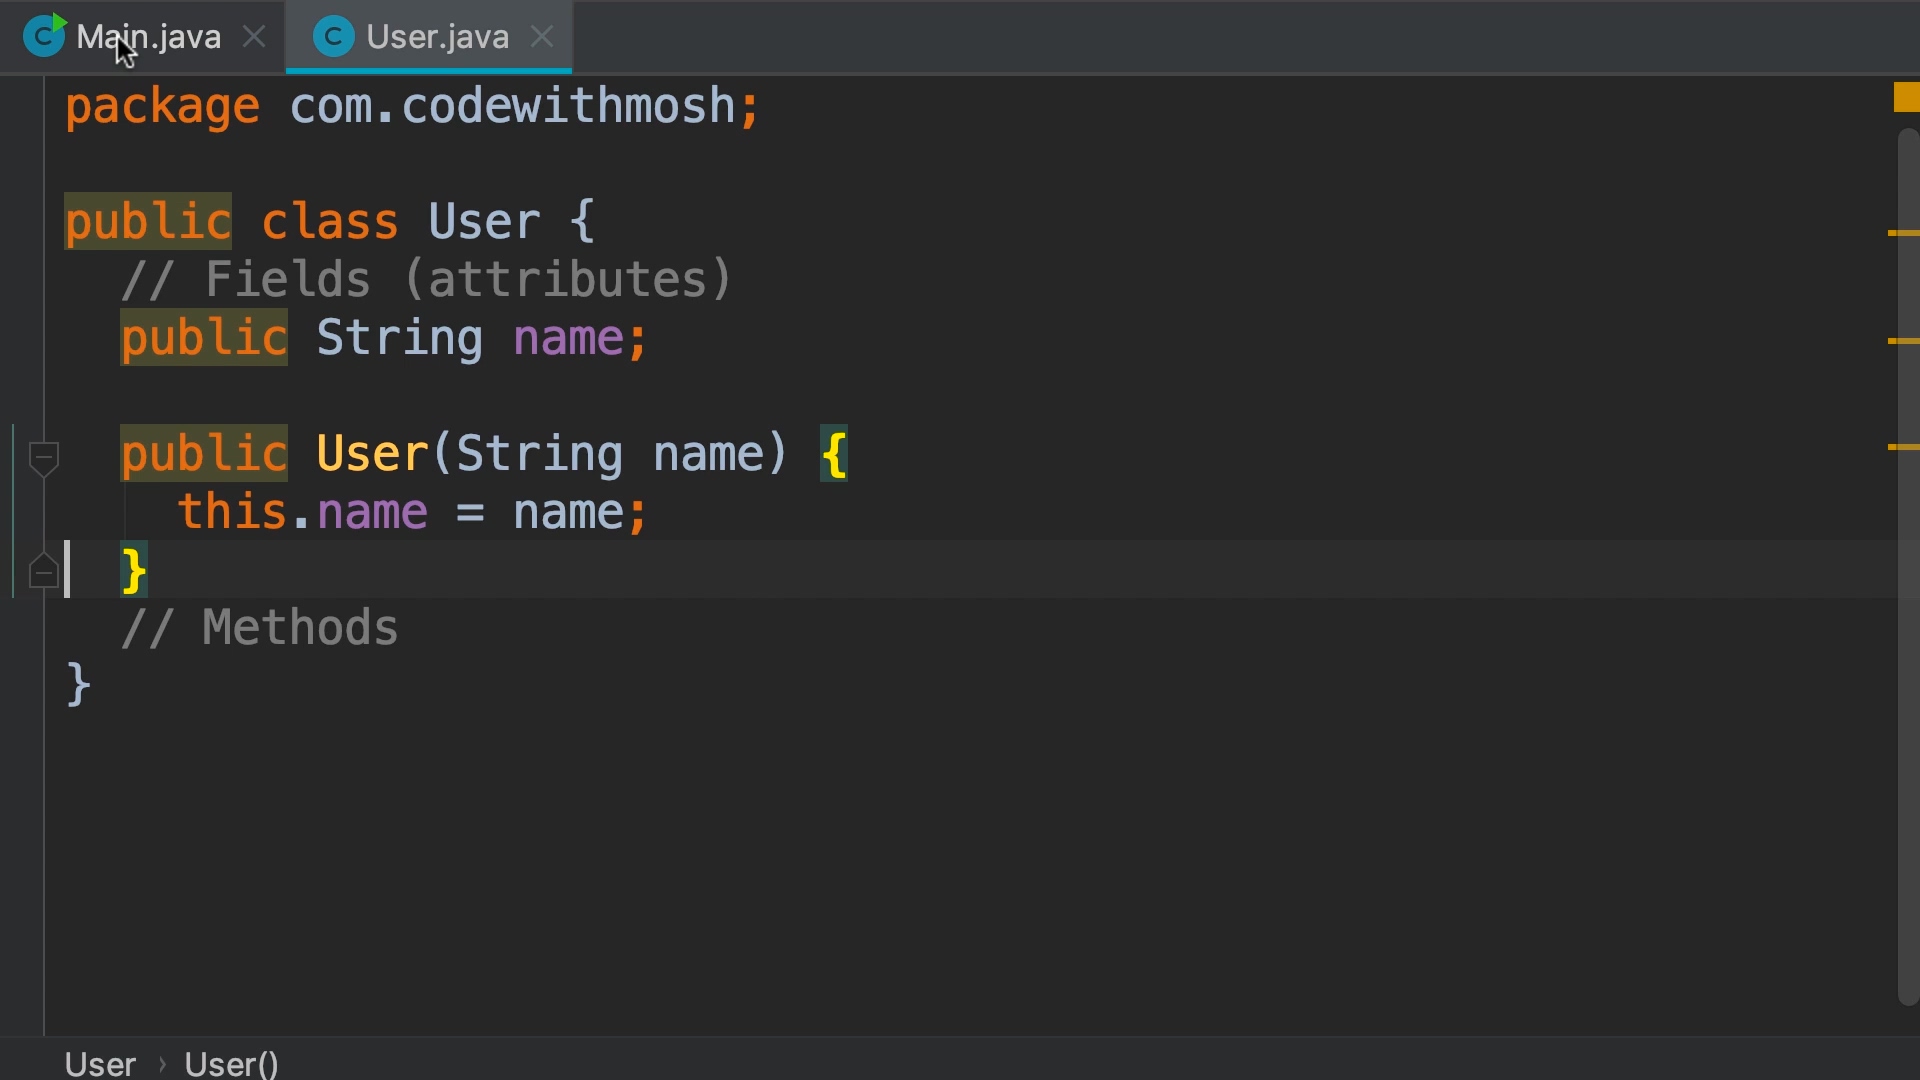 Main.java User.java
package com.codewithmosh;
public class User {
// Fields (attributes)
public String name;
public User(String name) {
this.name = name;
}
// Methods
}
User › User()